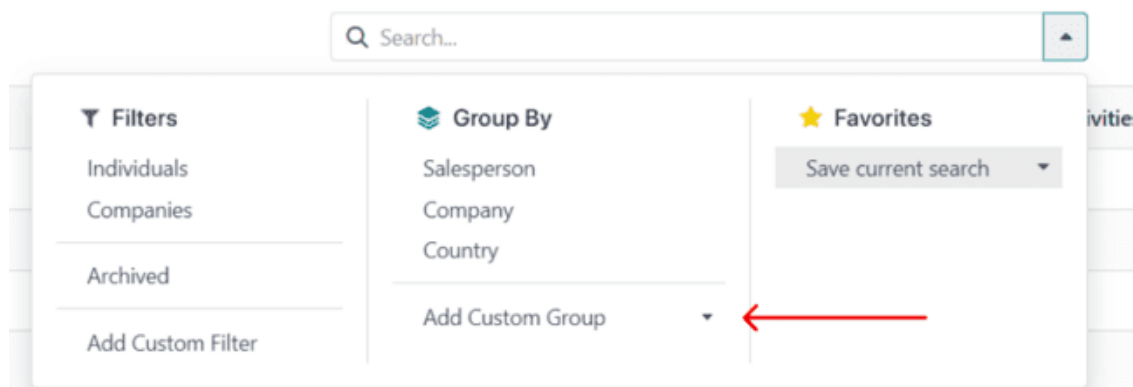 Search...
Filters
Individuals
Companies
Archived
Add Custom Filter
Group By
Salesperson
Company
Country
Add Custom Group
Favorites
Save current search
ivitie